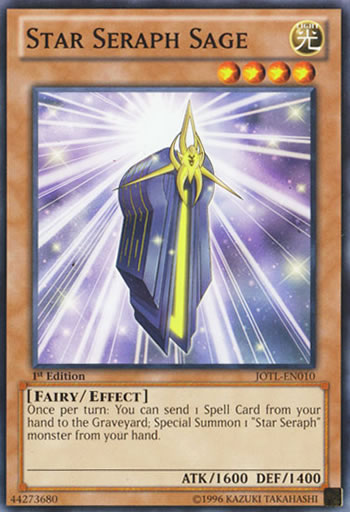 STAR SERAPH SAGE
LIGHT
光
1st Edition
JOTL-EN010
[FAIRY/EFFECT]
Once per turn: You can send 1 Spell Card from your
hand to the Graveyard; Special Summon 1 "Star Seraph"
monster from your hand.
ATK/1600 DEF/1400
44273680
©1996 KAZUKI TAKAHASHI